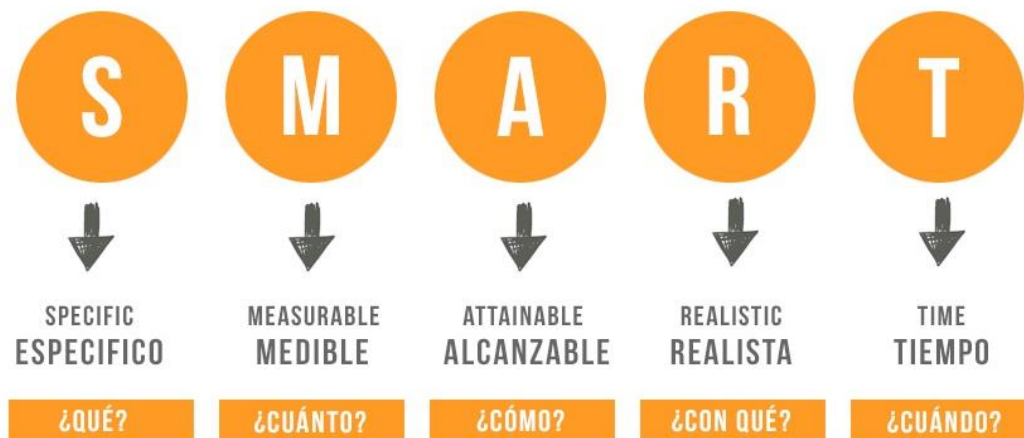 S M A R T
SPECIFIC MEASURABLE ATTAINABLE REALISTIC TIME
ESPECIFICO MEDIBLE ALCANZABLE REALISTA TIEMPO
¿QUÉ? ¿CUÁNTO? ¿CÓMO? ¿CON QUÉ? ¿CUÁNDO?